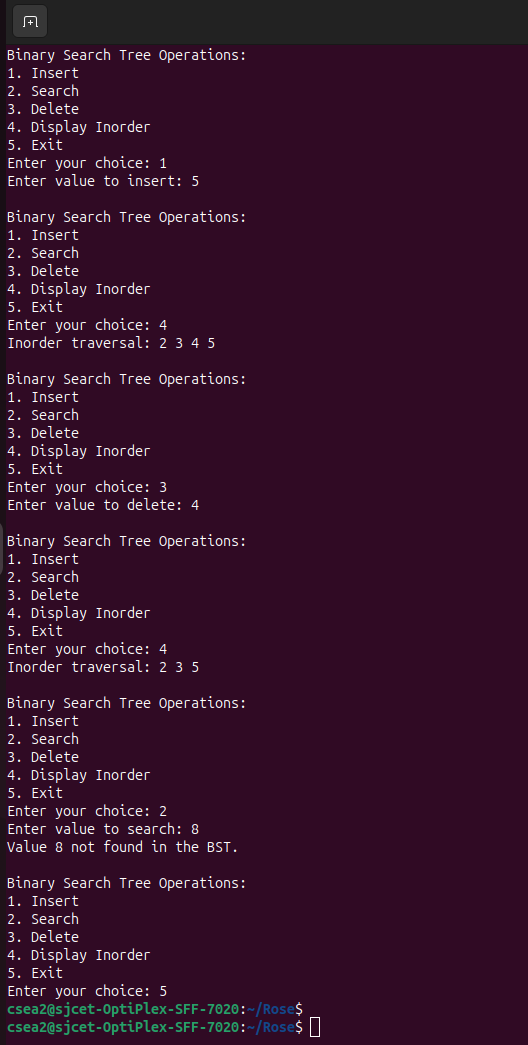 Binary Search Tree Operations:
1. Insert
2. Search
3. Delete
4. Display Inorder
5. Exit
Enter your choice: 1
Enter value to insert: 5
Binary Search Tree Operations:
1. Insert
2. Search
3. Delete
4. Display Inorder
5. Exit
Enter your choice: 4
Inorder traversal: 2 3 4 5
Binary Search Tree Operations:
1. Insert
2. Search
3. Delete
4. Display Inorder
5. Exit
Enter your choice: 3
Enter value to delete: 4
Binary Search Tree Operations:
1. Insert
2. Search
3. Delete
4. Display Inorder
5. Exit
Enter your choice: 4
Inorder traversal: 2 3 5
Binary Search Tree Operations:
1. Insert
2. Search
3. Delete
4. Display Inorder
5. Exit
Enter your choice: 2
Enter value to search: 8
Value 8 not found in the BST.
Binary Search Tree Operations:
1. Insert
2. Search
3. Delete
4. Display Inorder
5. Exit
Enter your choice: 5
csea2@sjcet-OptiPlex-SFF-7020:~/Rose$
csea2@sjcet-OptiPlex-SFF-7020:~/Rose$